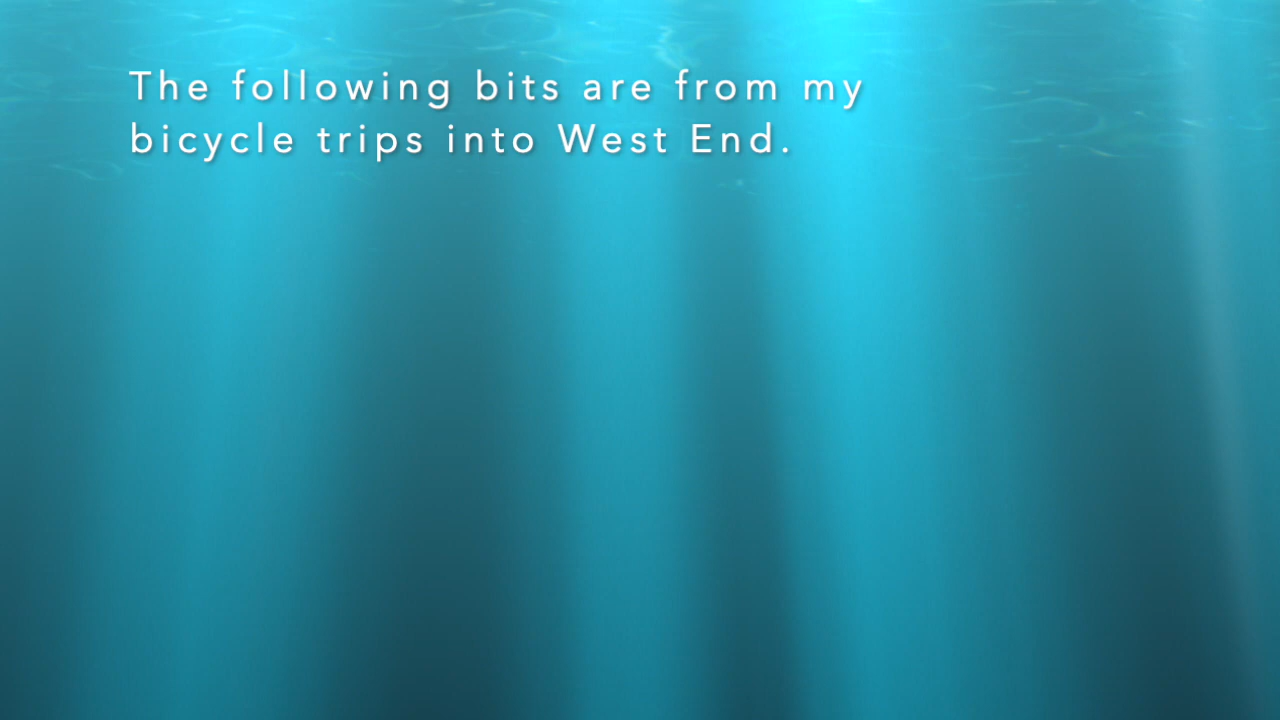 The following bits are from my
bicycle trips into West End.